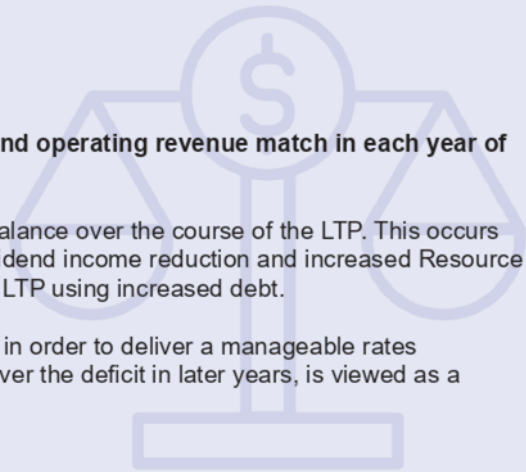 $
nd operating revenue match in each year of
alance over the course of the LTP. This occurs
idend income reduction and increased Resource
LTP using increased debt.
in order to deliver a manageable rates
ver the deficit in later years, is viewed as a